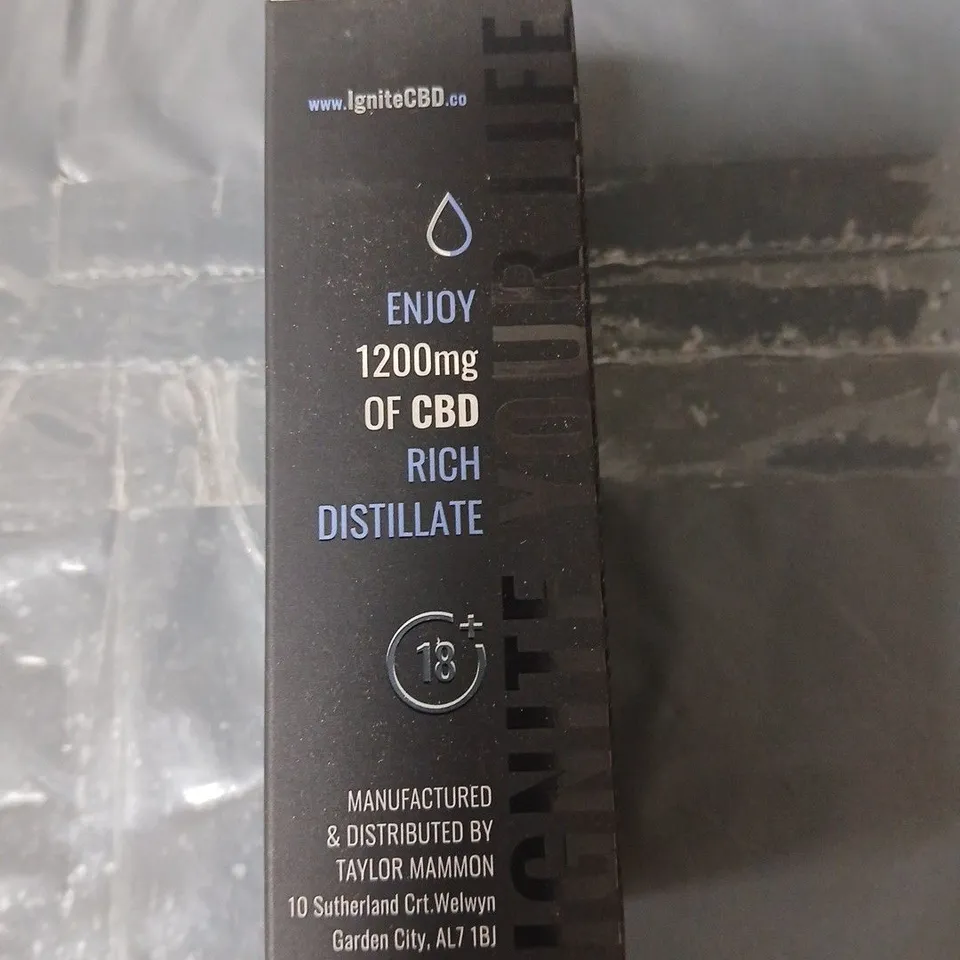 www.IgniteCBD.co
ENJOY
1200mg
OF CBD
RICH
DISTILLATE
18+
MANUFACTURED
& DISTRIBUTED BY
TAYLOR MAMMON
10 Sutherland Crt.Welwyn
Garden City, AL7 1BJ
IGNITE YOUR LIFE